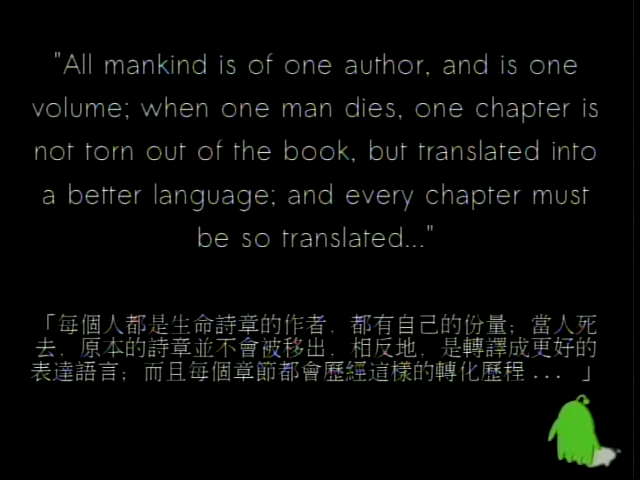 "All mankind is of one author, and is one
volume; when one man dies, one chapter is
not torn out of the book, but translated into
a better language; and every chapter must
be so translated..."
「每個人都是生命詩章的作者﹐都有自己的份量；當人死
去﹐原本的詩章並不會被移出﹐相反地﹐是轉譯成更好的
表達語言；而且每個章節都會歷經這樣的轉化歷程... 」